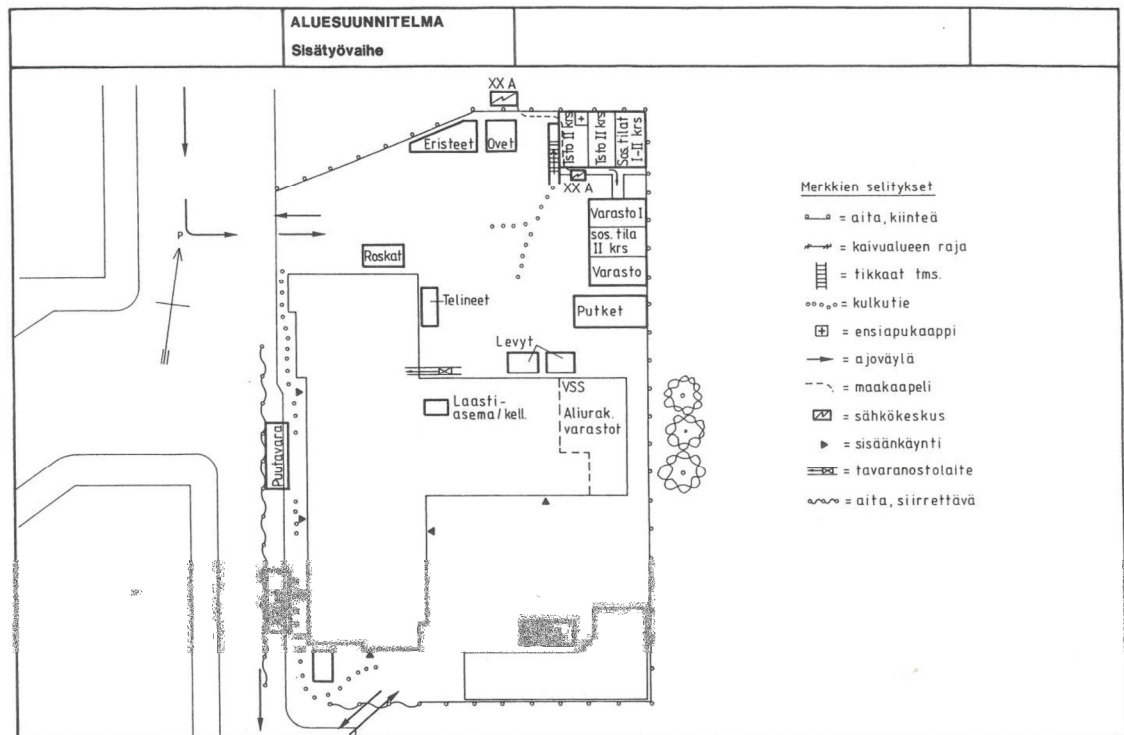 ALUESUUNNITELMA
Sisätyövaihe
XX A
Eristeet
Ovet
Tsto II krs
Tsto II krs
Sos. tilat
I-II krs
XX A
Varasto I
sos. tila
II krs
Varasto
Putket
Roskat
Telineet
Levyt
VSS
Aliurak.
varastot
Laasti-
asema/kell.
Puutavara
P
Merkkien selitykset
= aita, kiinteä
= kaivualueen raja
= tikkaat tms.
= kulkutie
= ensiapukaappi
= ajoväylä
= maakaapeli
= sähkökeskus
= sisäänkäynti
= tavaranostolaite
= aita, siirrettävä